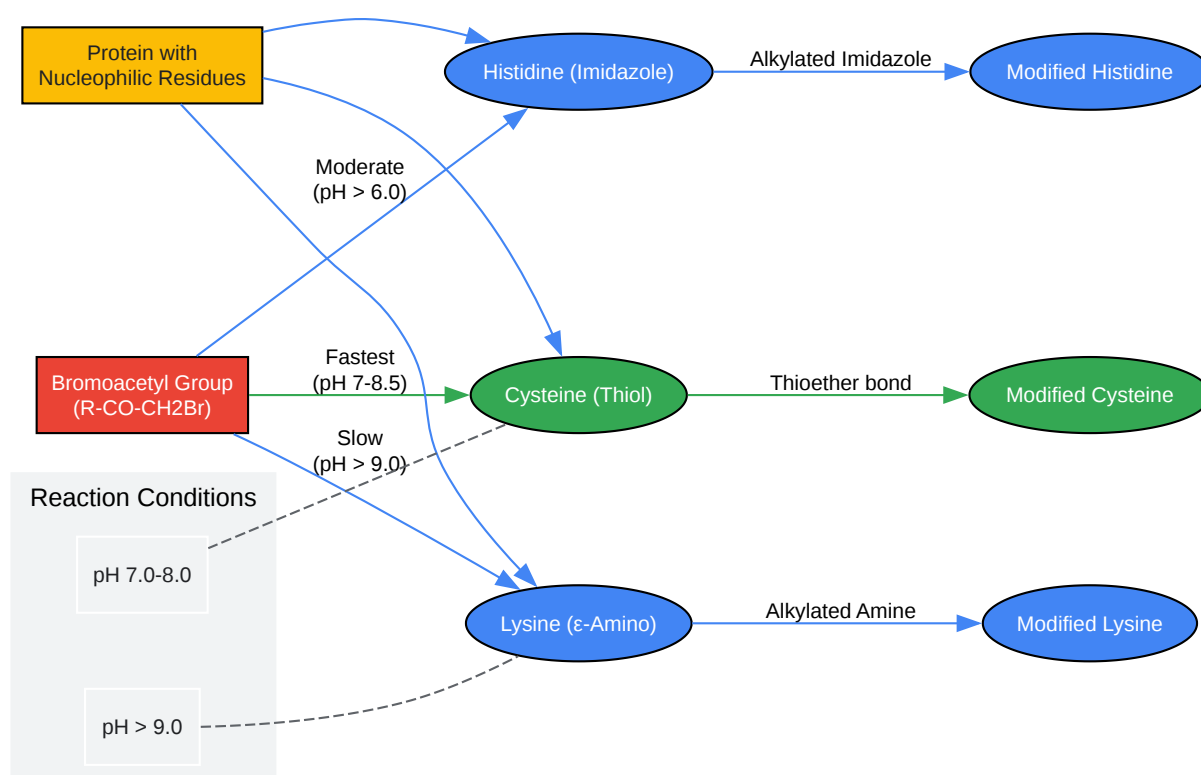 Protein with
Nucleophilic Residues
Histidine (Imidazole)
Alkylated Imidazole
Modified Histidine
Moderate
(pH > 6.0)
Bromoacetyl Group
(R-CO-CH2Br)
Fastest
(pH 7-8.5)
Cysteine (Thiol)
Thioether bond
Modified Cysteine
Slow
(pH > 9.0)
Reaction Conditions
pH 7.0-8.0
Lysine (ε-Amino)
Alkylated Amine
Modified Lysine
pH > 9.0